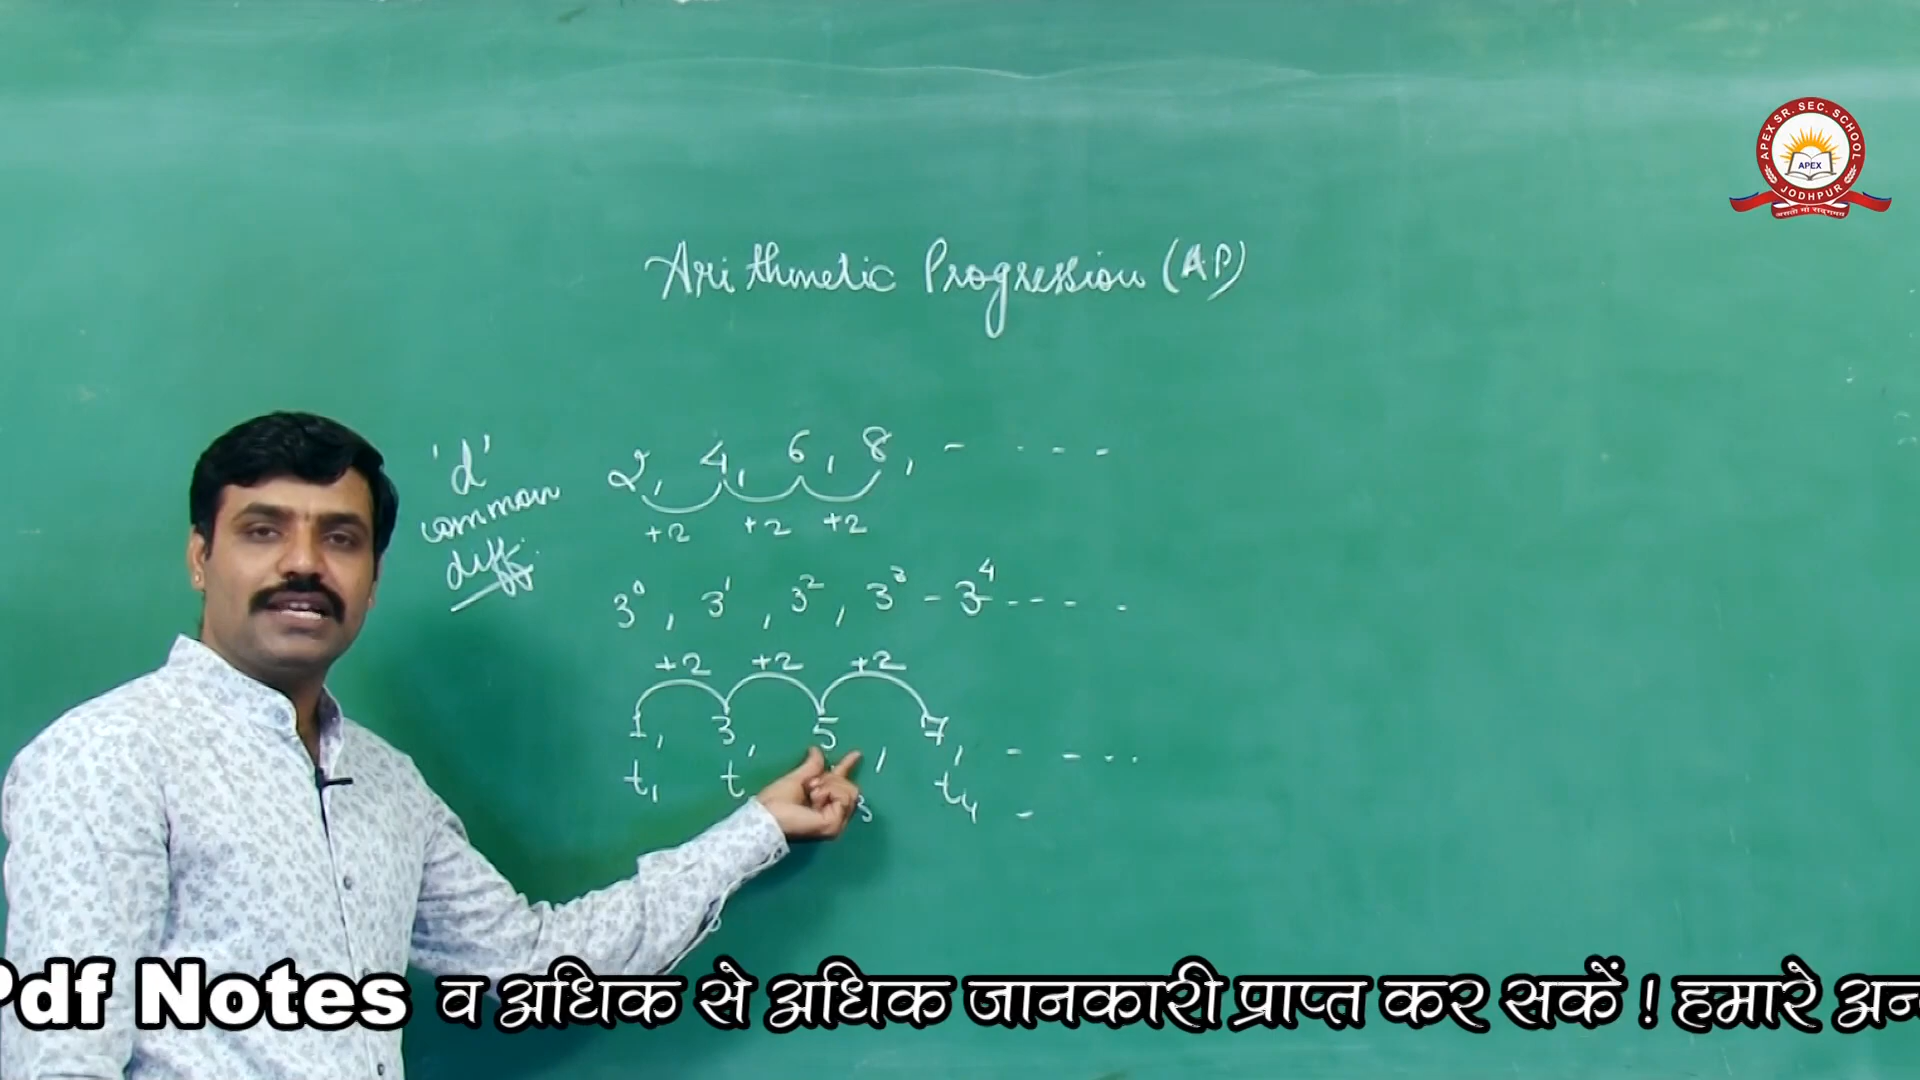 APEX SR. SEC. SCHOOL
APEX
JODHPUR
Arithmetic Progression (AP)
'd'
common
diff.
2, 4, 6, 8, - - - -
+2 +2 +2
3⁰, 3¹, 3², 3³ - 3⁴ - - - -
+2 +2 +2
1, 3, 5, 7, - - - -
t₁ t 3 t₄ -
Pdf Notes व अधिक से अधिक जानकारी प्राप्त कर सकें ! हमारे अन